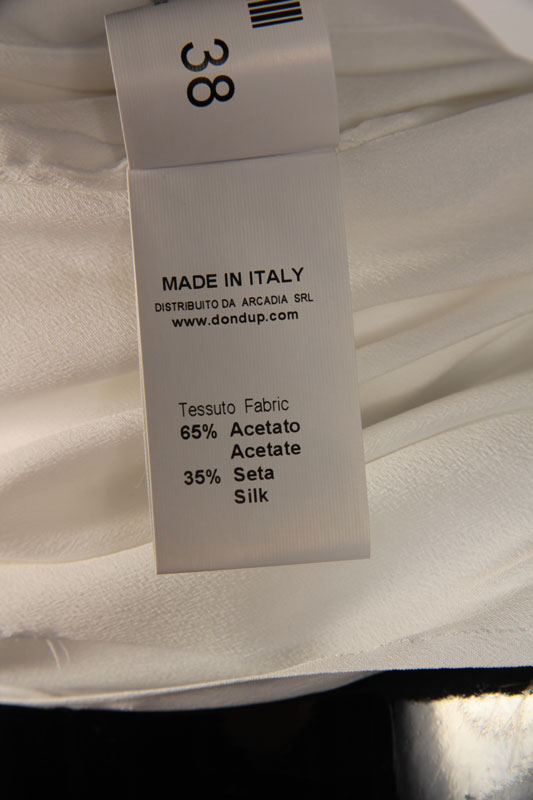 38
MADE IN ITALY
DISTRIBUITO DA ARCADIA SRL
www.dondup.com
Tessuto Fabric
65% Acetato
Acetate
35% Seta
Silk